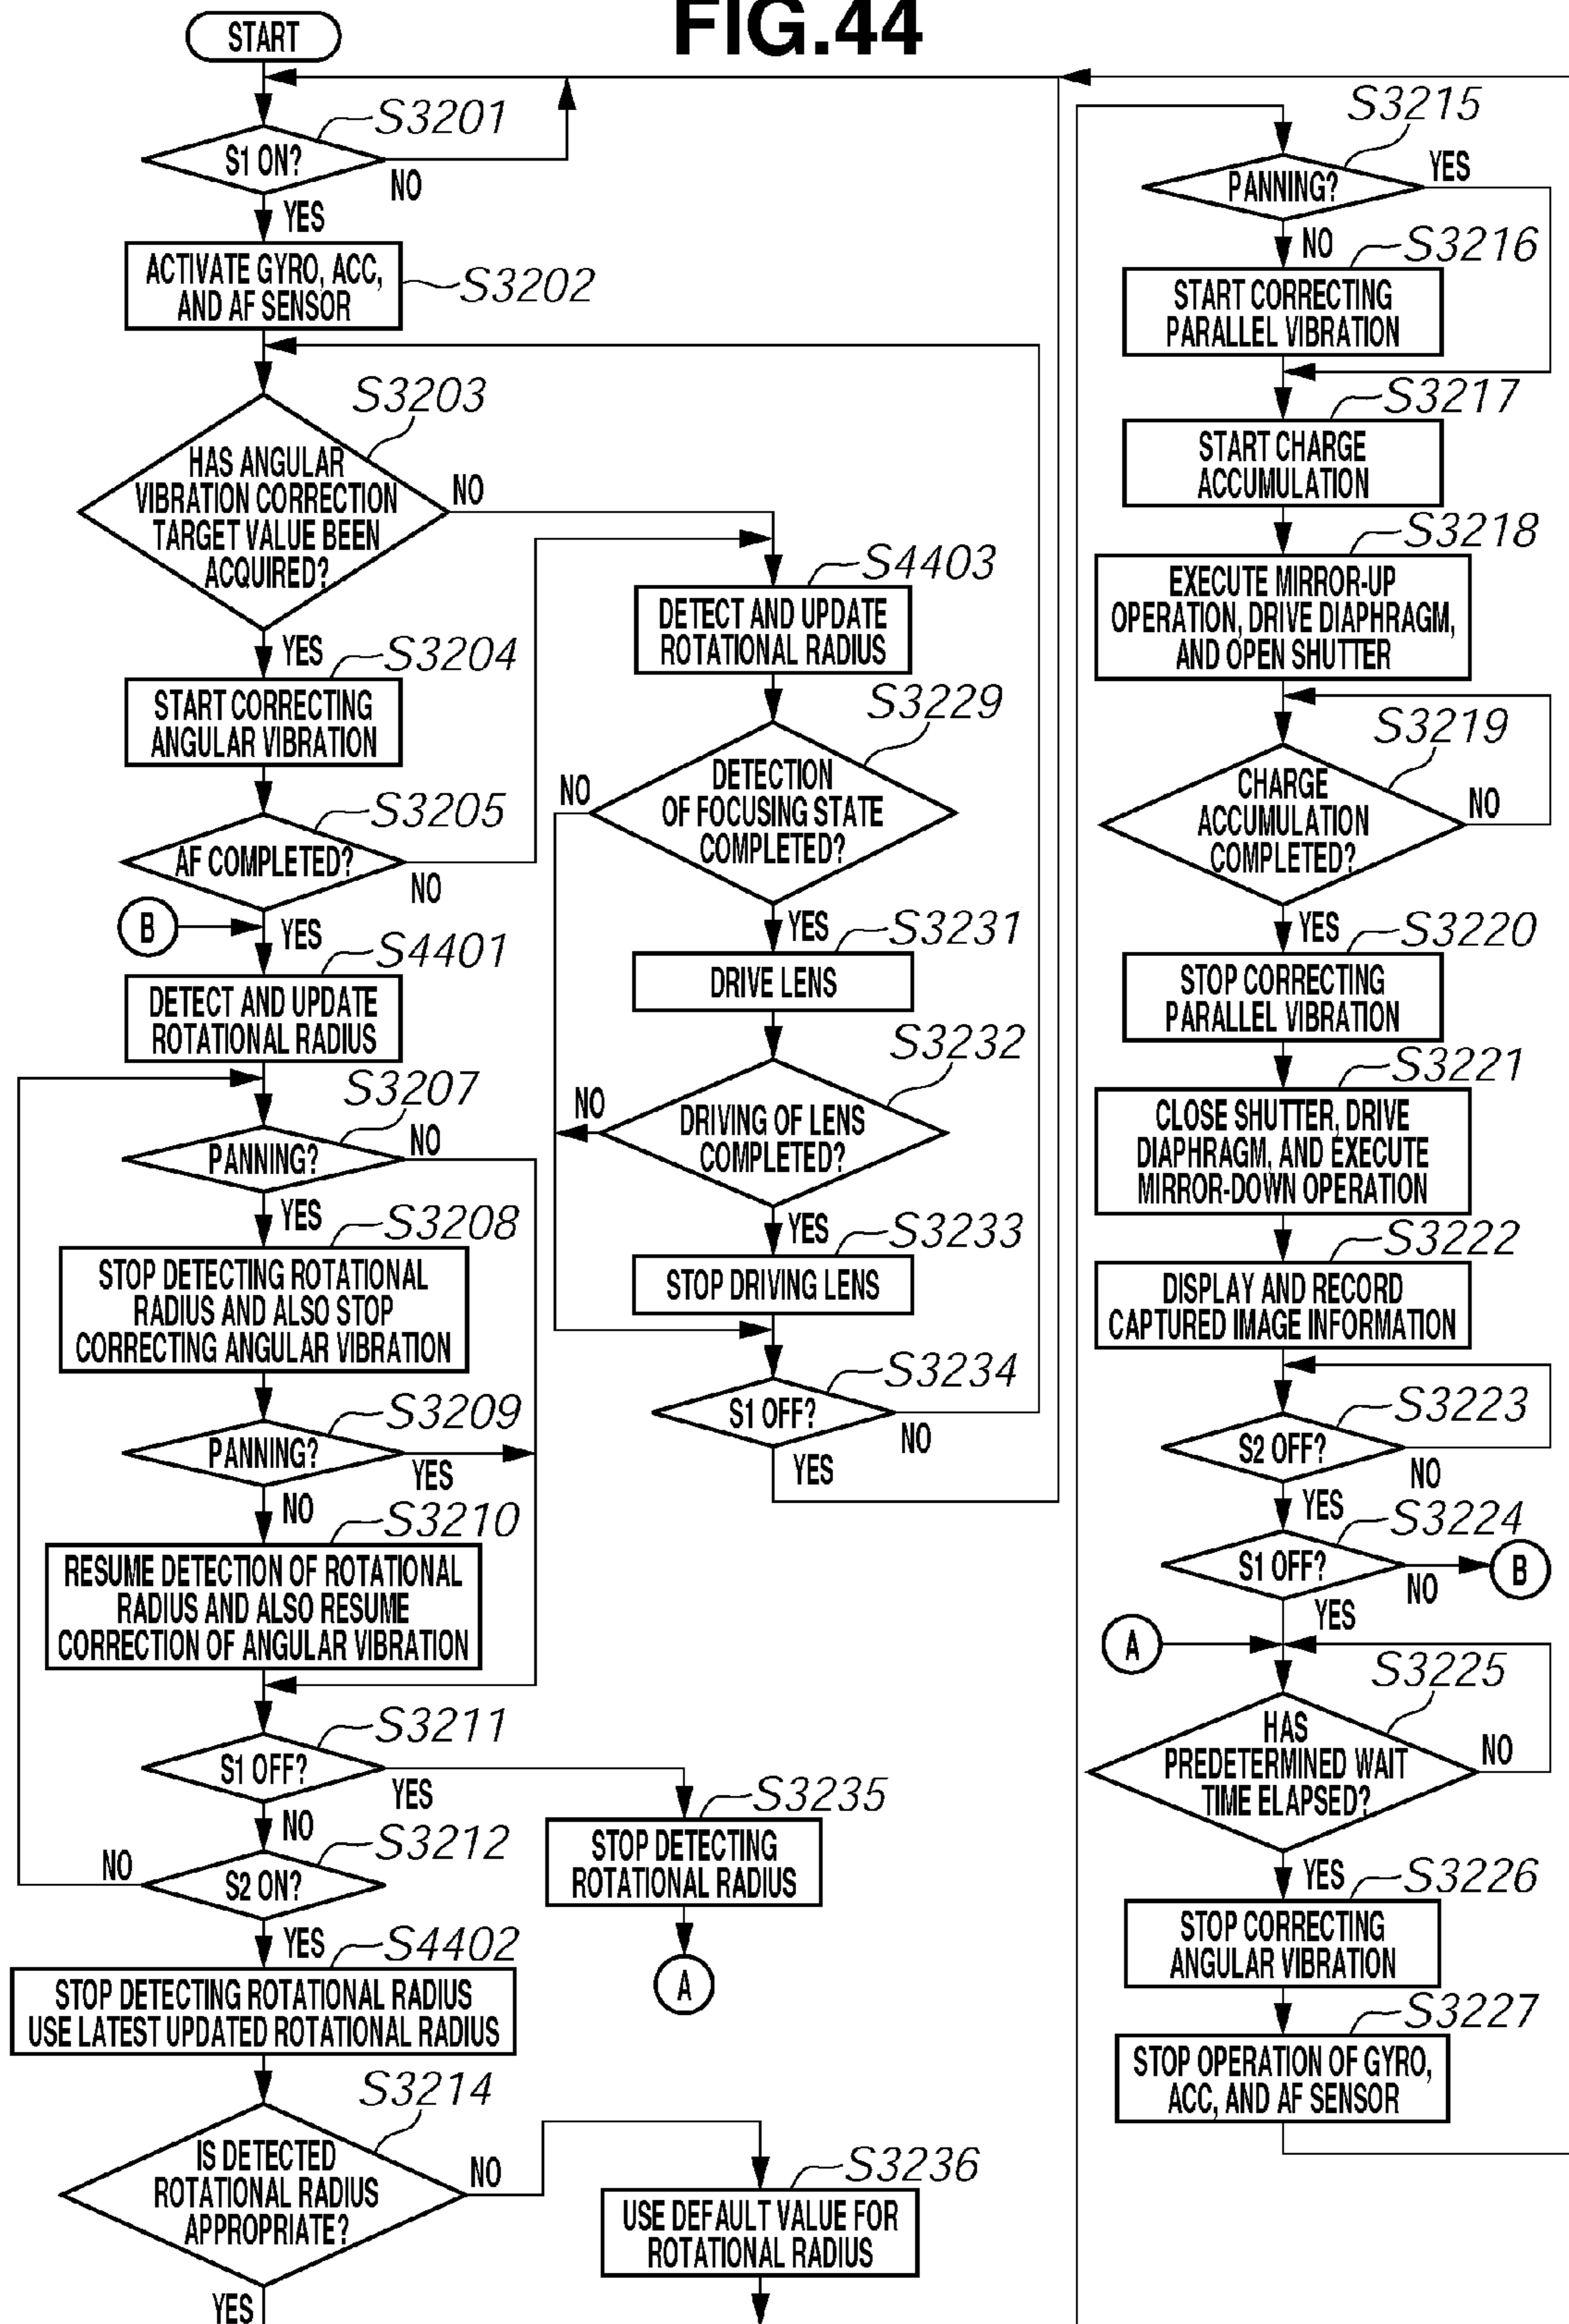 FIG.44
START
S3201
S1 ON?
NO
YES
ACTIVATE GYRO, ACC,
AND AF SENSOR
S3202
S3203
HAS ANGULAR
VIBRATION CORRECTION
TARGET VALUE BEEN
ACQUIRED?
NO
YES
S3204
START CORRECTING
ANGULAR VIBRATION
S3205
AF COMPLETED?
NO
B
YES
S4401
DETECT AND UPDATE
ROTATIONAL RADIUS
S3207
PANNING?
NO
YES
S3208
STOP DETECTING ROTATIONAL
RADIUS AND ALSO STOP
CORRECTING ANGULAR VIBRATION
S3209
PANNING?
YES
NO
S3210
RESUME DETECTION OF ROTATIONAL
RADIUS AND ALSO RESUME
CORRECTION OF ANGULAR VIBRATION
S3211
S1 OFF?
YES
NO
S3212
NO
S2 ON?
YES
S4402
STOP DETECTING ROTATIONAL RADIUS
USE LATEST UPDATED ROTATIONAL RADIUS
S3214
IS DETECTED
ROTATIONAL RADIUS
APPROPRIATE?
NO
YES
S4403
DETECT AND UPDATE
ROTATIONAL RADIUS
S3229
NO
DETECTION
OF FOCUSING STATE
COMPLETED?
YES
S3231
DRIVE LENS
S3232
NO
DRIVING OF LENS
COMPLETED?
YES
S3233
STOP DRIVING LENS
S3234
S1 OFF?
NO
YES
S3235
STOP DETECTING
ROTATIONAL RADIUS
A
S3236
USE DEFAULT VALUE FOR
ROTATIONAL RADIUS
S3215
PANNING?
YES
NO
S3216
START CORRECTING
PARALLEL VIBRATION
S3217
START CHARGE
ACCUMULATION
S3218
EXECUTE MIRROR-UP
OPERATION, DRIVE DIAPHRAGM,
AND OPEN SHUTTER
S3219
CHARGE
ACCUMULATION
COMPLETED?
NO
YES
S3220
STOP CORRECTING
PARALLEL VIBRATION
S3221
CLOSE SHUTTER, DRIVE
DIAPHRAGM, AND EXECUTE
MIRROR-DOWN OPERATION
S3222
DISPLAY AND RECORD
CAPTURED IMAGE INFORMATION
S3223
S2 OFF?
NO
YES
S3224
S1 OFF?
NO
B
YES
A
S3225
HAS
PREDETERMINED WAIT
TIME ELAPSED?
NO
YES
S3226
STOP CORRECTING
ANGULAR VIBRATION
S3227
STOP OPERATION OF GYRO,
ACC, AND AF SENSOR